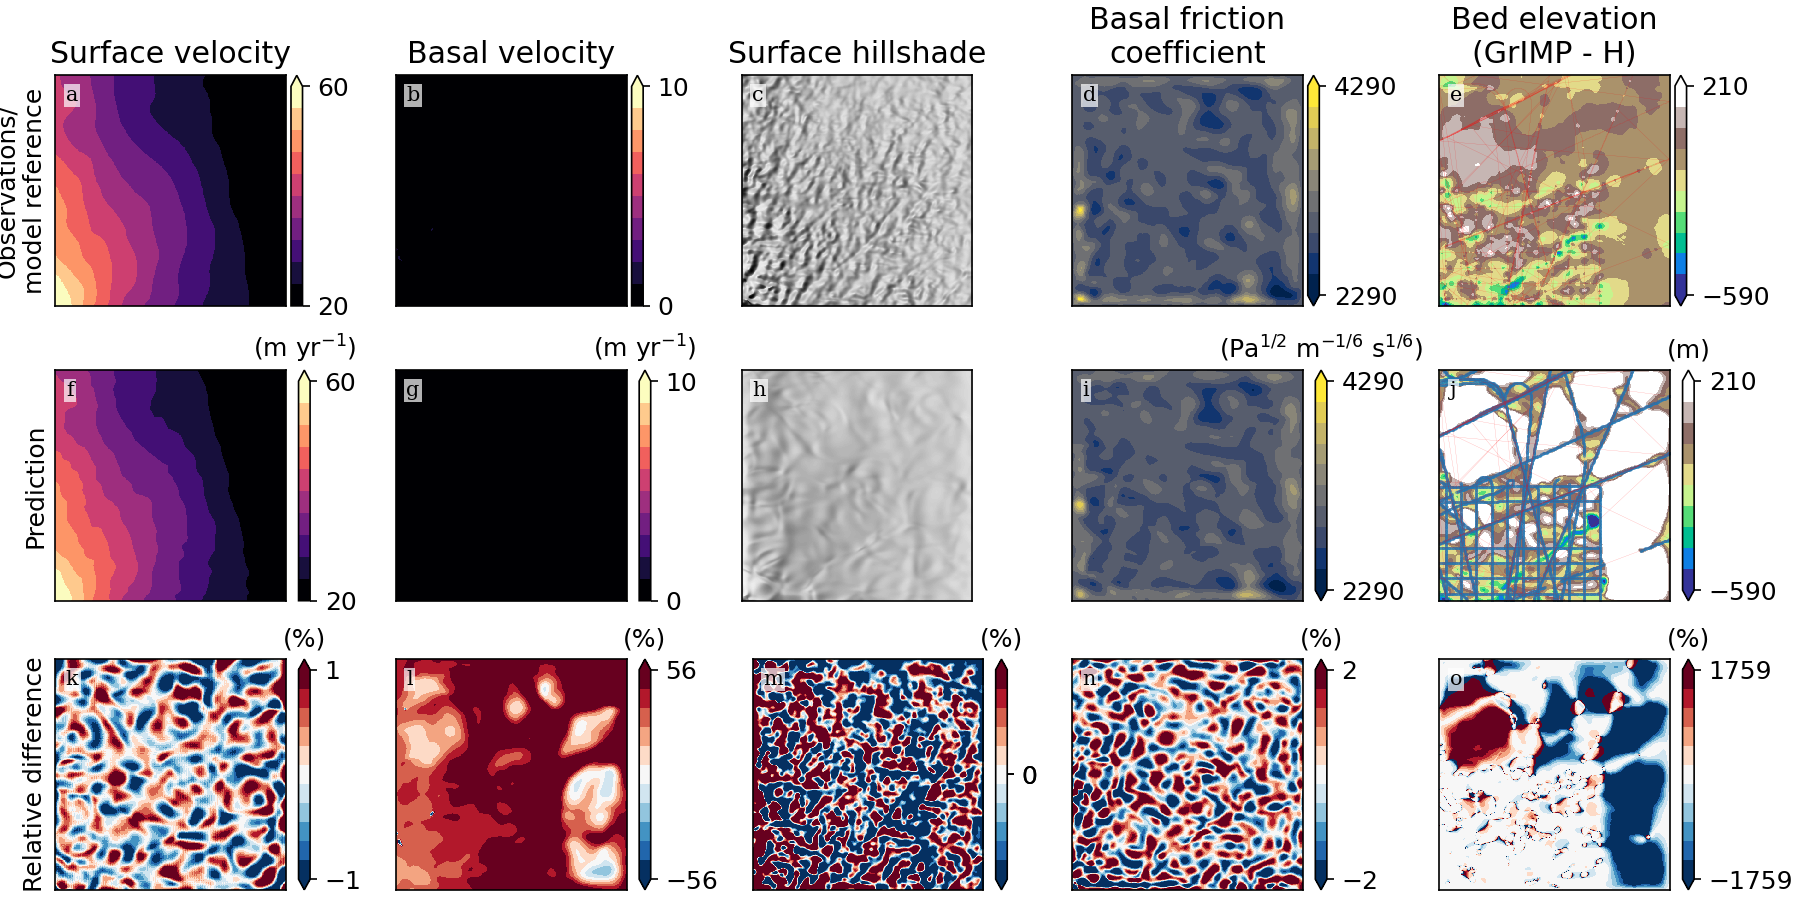 Surface velocity
Basal velocity
Surface hillshade
Basal friction
coefficient
Bed elevation
(GrIMP - H)
Observations/
model reference
a
60
20
b
10
0
c
d
4290
2290
e
210
−590
(m yr⁻¹)
(m yr⁻¹)
(Pa¹ᐟ² m⁻¹ᐟ⁶ s¹ᐟ⁶)
(m)
Prediction
f
60
20
g
10
0
h
i
4290
2290
j
210
−590
(%)
(%)
(%)
(%)
(%)
Relative difference
k
1
−1
l
56
−56
m
0
n
2
−2
o
1759
−1759